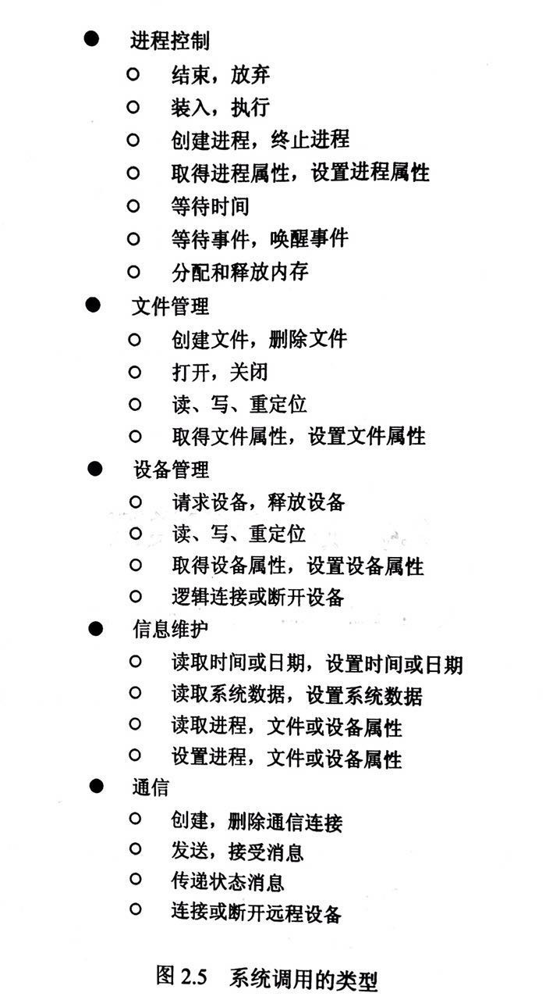 ● 进程控制
○ 结束，放弃
○ 装入，执行
○ 创建进程，终止进程
○ 取得进程属性，设置进程属性
○ 等待时间
○ 等待事件，唤醒事件
○ 分配和释放内存
● 文件管理
○ 创建文件，删除文件
○ 打开，关闭
○ 读、写、重定位
○ 取得文件属性，设置文件属性
● 设备管理
○ 请求设备，释放设备
○ 读、写、重定位
○ 取得设备属性，设置设备属性
○ 逻辑连接或断开设备
● 信息维护
○ 读取时间或日期，设置时间或日期
○ 读取系统数据，设置系统数据
○ 读取进程，文件或设备属性
○ 设置进程，文件或设备属性
● 通信
○ 创建，删除通信连接
○ 发送，接受消息
○ 传递状态消息
○ 连接或断开远程设备
图 2.5 系统调用的类型